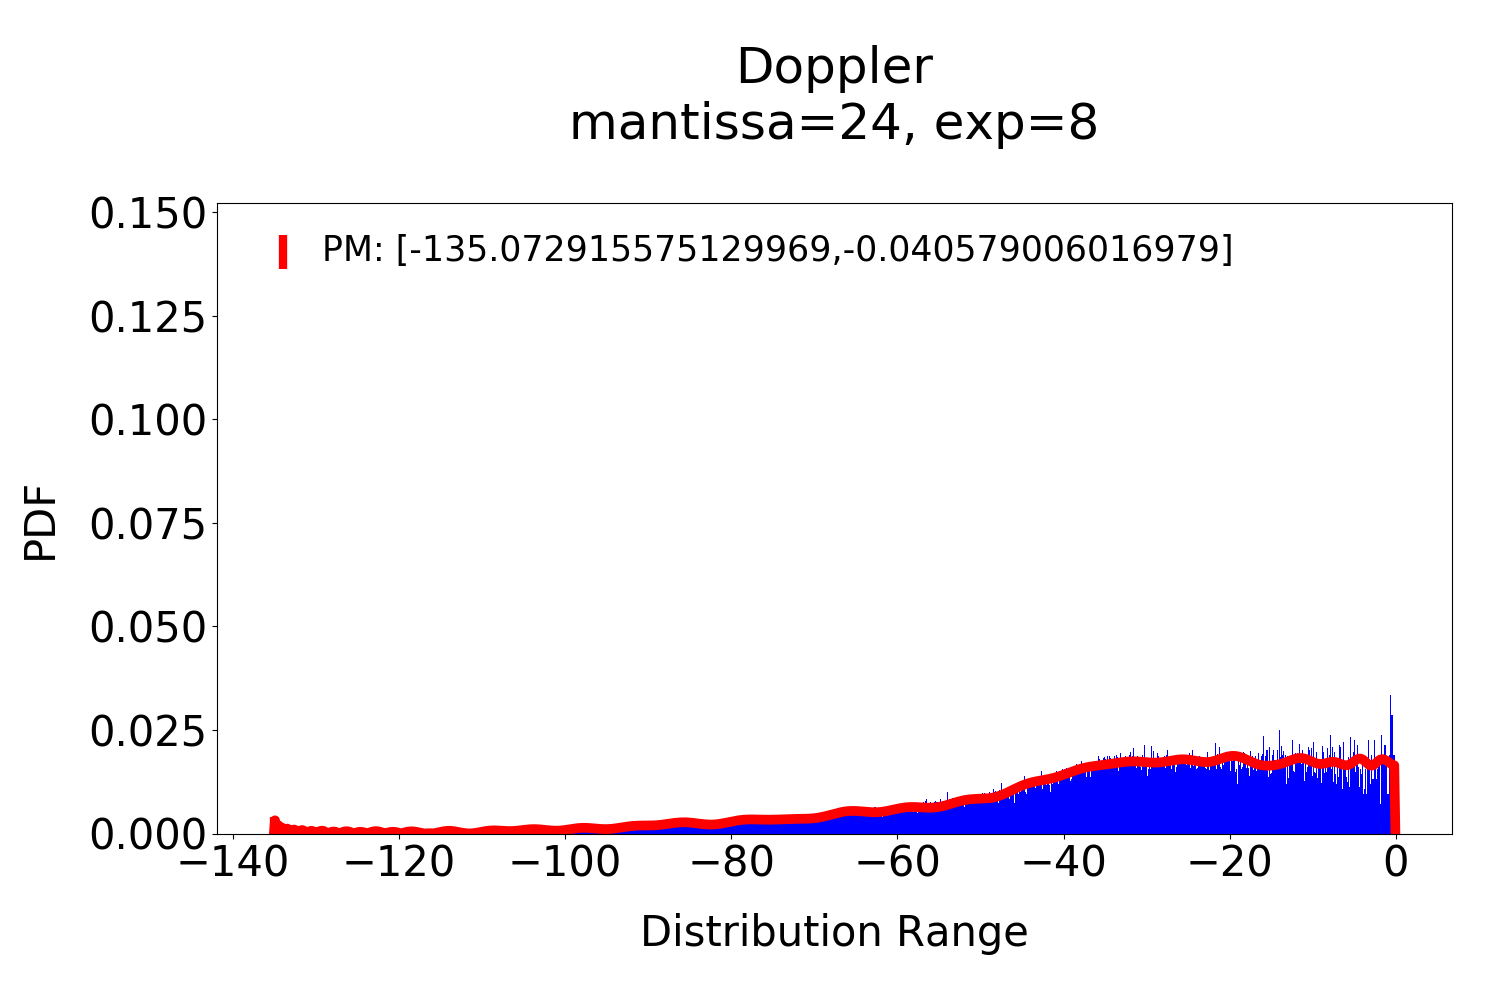 Doppler
mantissa=24, exp=8
0.150
0.125
0.100
0.075
0.050
0.025
0.000
PDF
PM: [-135.072915575129969,-0.040579006016979]
−140 −120 −100 −80 −60 −40 −20 0
Distribution Range